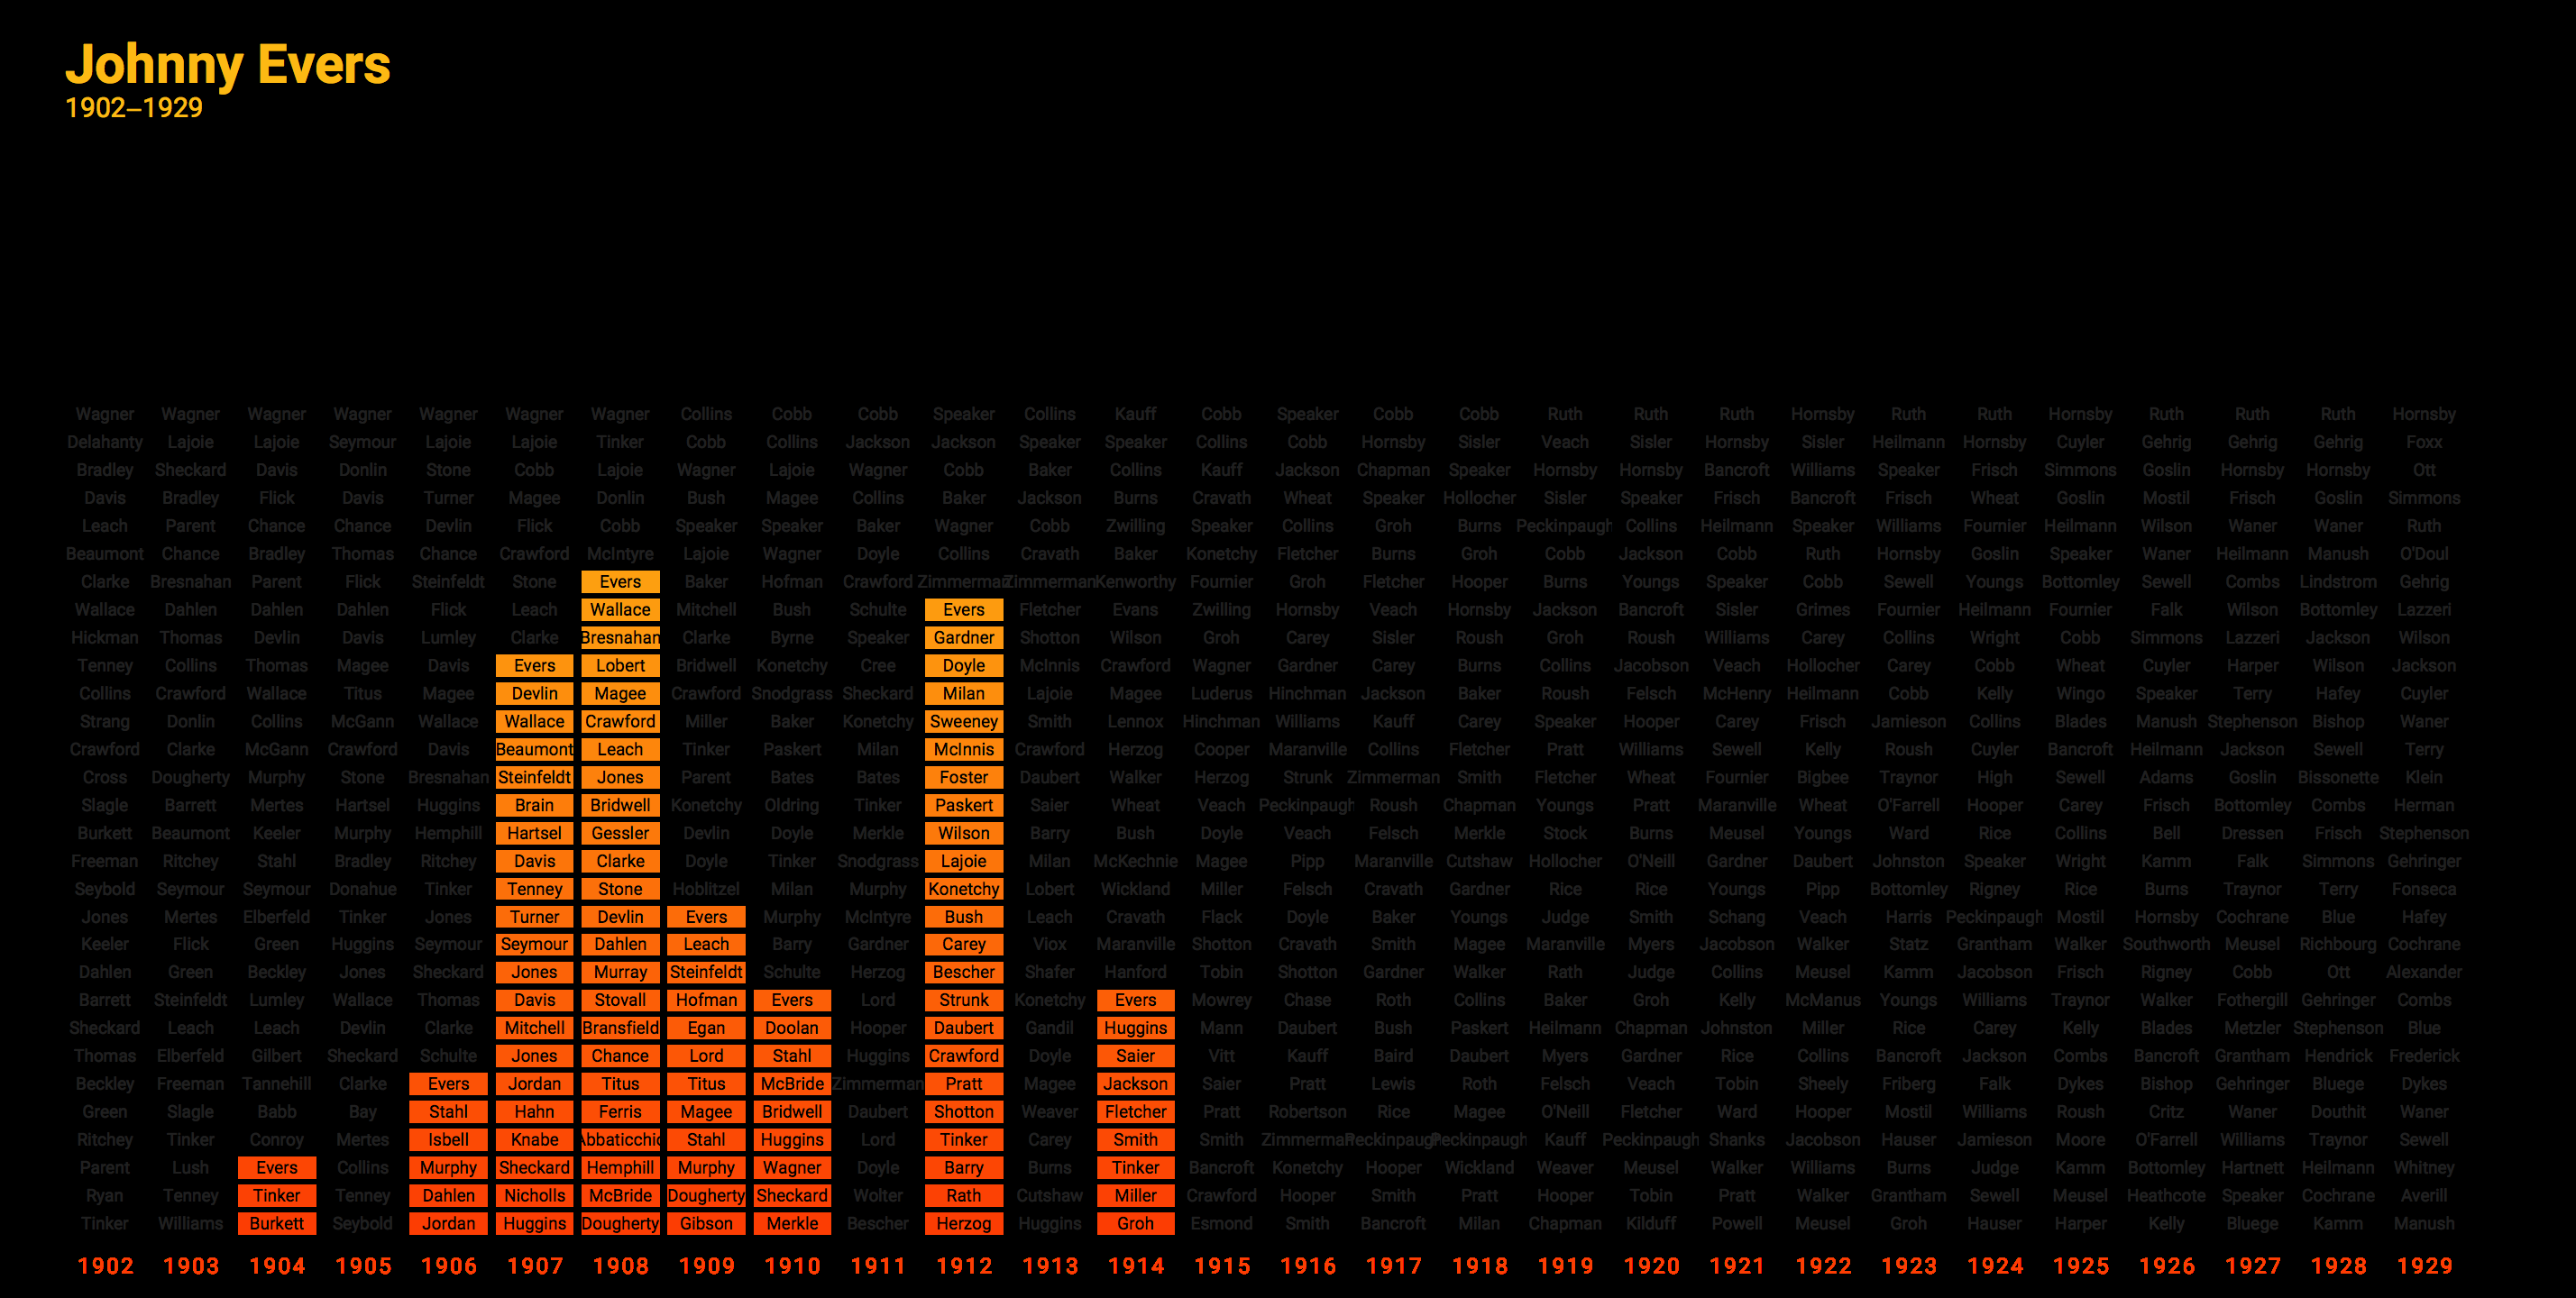 Johnny Evers
1902–1929
Wagner Wagner Wagner Wagner Wagner Wagner Wagner Collins Cobb Cobb Speaker Collins Kauff Cobb Speaker Cobb Cobb Ruth Ruth Ruth Hornsby Ruth Ruth Hornsby Ruth Ruth Ruth Hornsby
Delahanty Lajoie Lajoie Seymour Lajoie Lajoie Tinker Cobb Collins Jackson Jackson Speaker Speaker Collins Cobb Hornsby Sisler Veach Sisler Hornsby Sisler Heilmann Hornsby Cuyler Gehrig Gehrig Gehrig Foxx
Bradley Sheckard Davis Donlin Stone Cobb Lajoie Wagner Lajoie Wagner Cobb Baker Collins Kauff Jackson Chapman Speaker Hornsby Hornsby Bancroft Williams Speaker Frisch Simmons Goslin Hornsby Hornsby Ott
Davis Bradley Flick Davis Turner Magee Donlin Bush Magee Collins Baker Jackson Burns Cravath Wheat Speaker Hollocher Sisler Speaker Frisch Bancroft Frisch Wheat Goslin Mostil Frisch Goslin Simmons
Leach Parent Chance Chance Devlin Flick Cobb Speaker Speaker Baker Wagner Cobb Zwilling Speaker Collins Groh Burns Peckinpaugh Collins Heilmann Speaker Williams Fournier Heilmann Wilson Waner Waner Ruth
Beaumont Chance Bradley Thomas Chance Crawford McIntyre Lajoie Wagner Doyle Collins Cravath Baker Konetchy Fletcher Burns Groh Cobb Jackson Cobb Ruth Hornsby Goslin Speaker Waner Heilmann Manush O'Doul
Clarke Bresnahan Parent Flick Steinfeldt Stone Evers Baker Hofman Crawford Zimmerman Zimmerman Kenworthy Fournier Groh Fletcher Hooper Burns Youngs Speaker Cobb Sewell Youngs Bottomley Sewell Combs Lindstrom Gehrig
Wallace Dahlen Dahlen Dahlen Flick Leach Wallace Mitchell Bush Schulte Evers Fletcher Evans Zwilling Hornsby Veach Hornsby Jackson Bancroft Sisler Grimes Fournier Heilmann Fournier Falk Wilson Bottomley Lazzeri
Hickman Thomas Devlin Davis Lumley Clarke Bresnahan Clarke Byrne Speaker Gardner Shotton Wilson Groh Carey Sisler Roush Groh Roush Williams Carey Collins Wright Cobb Simmons Lazzeri Jackson Wilson
Tenney Collins Thomas Magee Davis Evers Lobert Bridwell Konetchy Cree Doyle McInnis Crawford Wagner Gardner Carey Burns Collins Jacobson Veach Hollocher Carey Cobb Wheat Cuyler Harper Wilson Jackson
Collins Crawford Wallace Titus Magee Devlin Magee Crawford Snodgrass Sheckard Milan Lajoie Magee Luderus Hinchman Jackson Baker Roush Felsch McHenry Heilmann Cobb Kelly Wingo Speaker Terry Hafey Cuyler
Strang Donlin Collins McGann Wallace Wallace Crawford Miller Baker Konetchy Sweeney Smith Lennox Hinchman Williams Kauff Carey Speaker Hooper Carey Frisch Jamieson Collins Blades Manush Stephenson Bishop Waner
Crawford Clarke McGann Crawford Davis Beaumont Leach Tinker Paskert Milan McInnis Crawford Herzog Cooper Maranville Collins Fletcher Pratt Williams Sewell Kelly Roush Cuyler Bancroft Heilmann Jackson Sewell Terry
Cross Dougherty Murphy Stone Bresnahan Steinfeldt Jones Parent Bates Bates Foster Daubert Walker Herzog Strunk Zimmerman Smith Fletcher Wheat Fournier Bigbee Traynor High Sewell Adams Goslin Bissonette Klein
Slagle Barrett Mertes Hartsel Huggins Brain Bridwell Konetchy Oldring Tinker Paskert Saier Wheat Veach Peckinpaugh Roush Chapman Youngs Pratt Maranville Wheat O'Farrell Hooper Carey Frisch Bottomley Combs Herman
Burkett Beaumont Keeler Murphy Hemphill Hartsel Gessler Devlin Doyle Merkle Wilson Barry Bush Doyle Veach Felsch Merkle Stock Burns Meusel Youngs Ward Rice Collins Bell Dressen Frisch Stephenson
Freeman Ritchey Stahl Bradley Ritchey Davis Clarke Doyle Tinker Snodgrass Lajoie Milan McKechnie Magee Pipp Maranville Cutshaw Hollocher O'Neill Gardner Daubert Johnston Speaker Wright Kamm Falk Simmons Gehringer
Seybold Seymour Seymour Donahue Tinker Tenney Stone Hoblitzel Milan Murphy Konetchy Lobert Wickland Miller Felsch Cravath Gardner Rice Rice Youngs Pipp Bottomley Rigney Rice Burns Traynor Terry Fonseca
Jones Mertes Elberfeld Tinker Jones Turner Devlin Evers Murphy McIntyre Bush Leach Cravath Flack Doyle Baker Youngs Judge Smith Schang Veach Harris Peckinpaugh Mostil Hornsby Cochrane Blue Hafey
Keeler Flick Green Huggins Seymour Seymour Dahlen Leach Barry Gardner Carey Viox Maranville Shotton Cravath Smith Magee Maranville Myers Jacobson Walker Statz Grantham Walker Southworth Meusel Richbourg Cochrane
Dahlen Green Beckley Jones Sheckard Jones Murray Steinfeldt Schulte Herzog Bescher Shafer Hanford Tobin Shotton Gardner Walker Rath Judge Collins Meusel Kamm Jacobson Frisch Rigney Cobb Ott Alexander
Barrett Steinfeldt Lumley Wallace Thomas Davis Stovall Hofman Evers Lord Strunk Konetchy Evers Mowrey Chase Roth Collins Baker Groh Kelly McManus Youngs Williams Traynor Walker Fothergill Gehringer Combs
Sheckard Leach Leach Devlin Clarke Mitchell Bransfield Egan Doolan Hooper Daubert Gandil Huggins Mann Daubert Bush Paskert Heilmann Chapman Johnston Miller Rice Carey Kelly Blades Metzler Stephenson Blue
Thomas Elberfeld Gilbert Sheckard Schulte Jones Chance Lord Stahl Huggins Crawford Doyle Saier Vitt Kauff Baird Daubert Myers Gardner Rice Collins Bancroft Jackson Combs Bancroft Grantham Hendrick Frederick
Beckley Freeman Tannehill Clarke Evers Jordan Titus Titus McBride Zimmerman Pratt Magee Jackson Saier Pratt Lewis Roth Felsch Veach Tobin Sheely Friberg Falk Dykes Bishop Gehringer Bluege Dykes
Green Slagle Babb Bay Stahl Hahn Ferris Magee Bridwell Daubert Shotton Weaver Fletcher Pratt Robertson Rice Magee O'Neill Fletcher Ward Hooper Mostil Williams Roush Critz Waner Douthit Waner
Ritchey Tinker Conroy Mertes Isbell Knabe Abbaticchio Stahl Huggins Lord Tinker Carey Smith Smith Zimmerman Peckinpaugh Peckinpaugh Kauff Peckinpaugh Shanks Jacobson Hauser Jamieson Moore O'Farrell Williams Traynor Sewell
Parent Lush Evers Collins Murphy Sheckard Hemphill Murphy Wagner Doyle Barry Burns Tinker Bancroft Konetchy Hooper Wickland Weaver Meusel Walker Williams Burns Judge Kamm Bottomley Hartnett Heilmann Whitney
Ryan Tenney Tinker Tenney Dahlen Nicholls McBride Dougherty Sheckard Wolter Rath Cutshaw Miller Crawford Hooper Smith Pratt Hooper Tobin Pratt Walker Grantham Sewell Meusel Heathcote Speaker Cochrane Averill
Tinker Williams Burkett Seybold Jordan Huggins Dougherty Gibson Merkle Bescher Herzog Huggins Groh Esmond Smith Bancroft Milan Chapman Kilduff Powell Meusel Groh Hauser Harper Kelly Bluege Kamm Manush
1902 1903 1904 1905 1906 1907 1908 1909 1910 1911 1912 1913 1914 1915 1916 1917 1918 1919 1920 1921 1922 1923 1924 1925 1926 1927 1928 1929